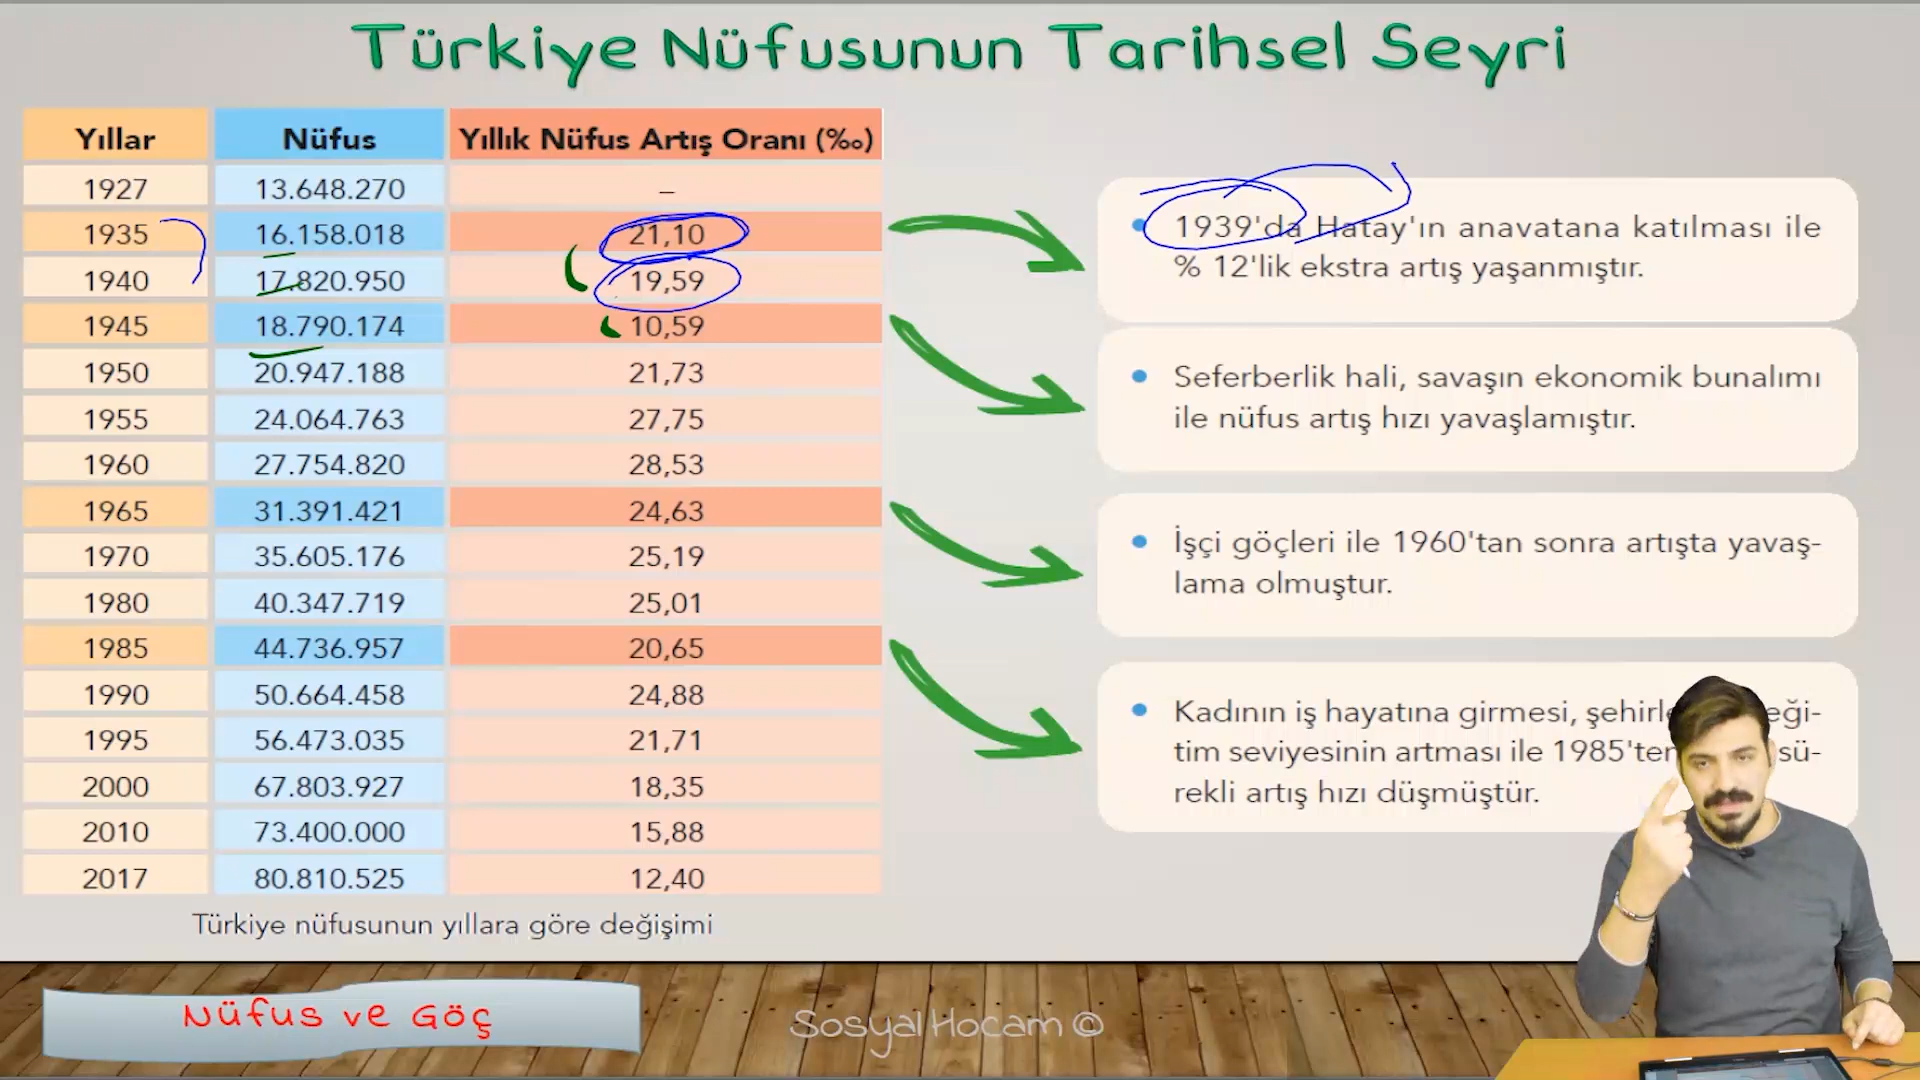 Türkiye Nüfusunun Tarihsel Seyri
Yıllar Nüfus Yıllık Nüfus Artış Oranı (‰)
1927 13.648.270 –
1935 16.158.018 21,10
1940 17.820.950 19,59
1945 18.790.174 10,59
1950 20.947.188 21,73
1955 24.064.763 27,75
1960 27.754.820 28,53
1965 31.391.421 24,63
1970 35.605.176 25,19
1980 40.347.719 25,01
1985 44.736.957 20,65
1990 50.664.458 24,88
1995 56.473.035 21,71
2000 67.803.927 18,35
2010 73.400.000 15,88
2017 80.810.525 12,40
Türkiye nüfusunun yıllara göre değişimi
• 1939'da Hatay'ın anavatana katılması ile
% 12'lik ekstra artış yaşanmıştır.
• Seferberlik hali, savaşın ekonomik bunalımı
ile nüfus artış hızı yavaşlamıştır.
• İşçi göçleri ile 1960'tan sonra artışta yavaş-
lama olmuştur.
• Kadının iş hayatına girmesi, eği-
tim seviyesinin artması ile sü-
rekli artış hızı düşmüştür.
Nüfus ve Göç
Sosyal Hocam ©